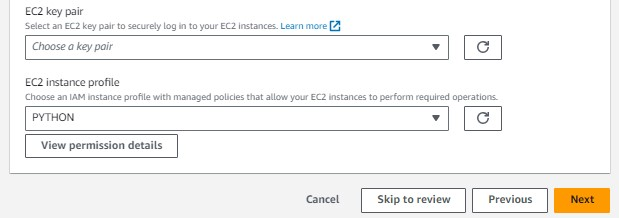 EC2 key pair
Select an EC2 key pair to securely log in to your EC2 instances. Learn more
Choose a key pair
EC2 instance profile
Choose an IAM instance profile with managed policies that allow your EC2 instances to perform required operations.
PYTHON
View permission details
Cancel Skip to review Previous Next